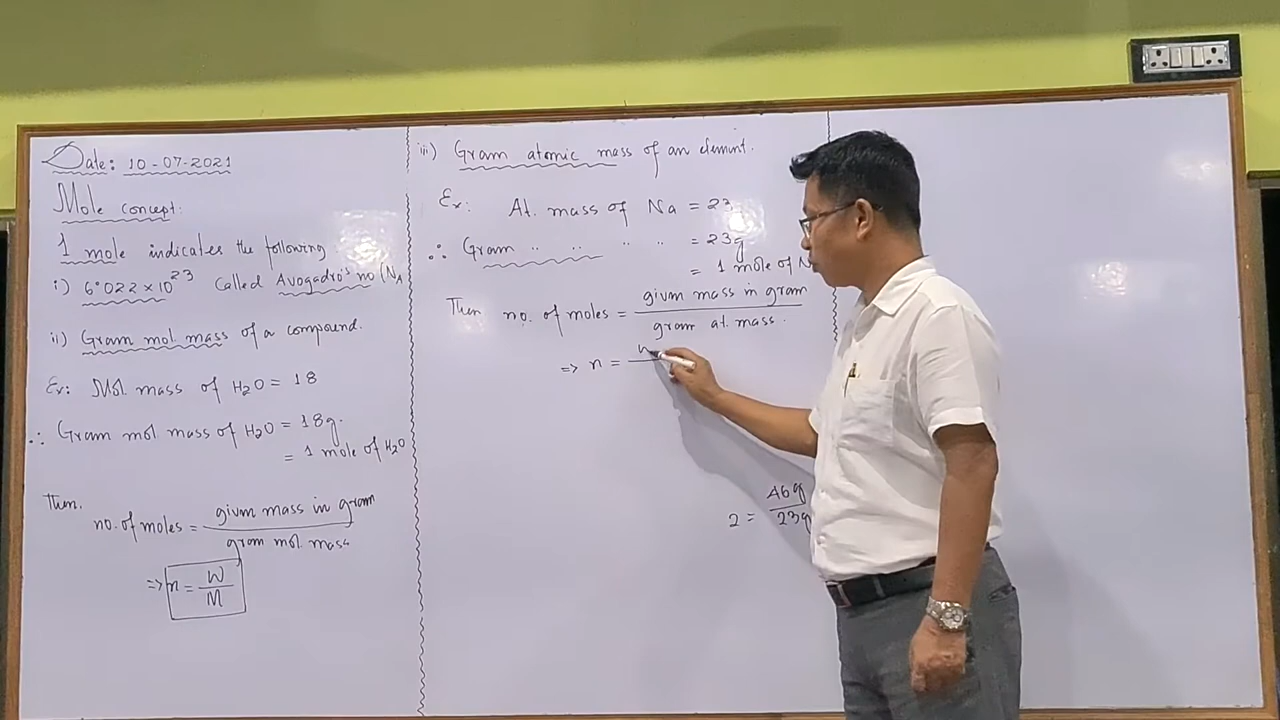 Date: 10-07-2021
Mole concept:
1 mole indicates the following
i) 6.022 × 10²³ called Avogadro's no (NA
ii) Gram mol mass of a compound.
Ex: Mol mass of H2O = 18
∴ Gram mol mass of H2O = 18g.
= 1 mole of H2O
Then,
no. of moles = given mass in gram
gram mol. mass
=> n = W
M
iii) Gram atomic mass of an element.
Ex: At. mass of Na = 23
∴ Gram " " " " = 23g
= 1 mole of N
Then no. of moles = given mass in gram
gram at. mass.
=> n =
2 = 46g
23g